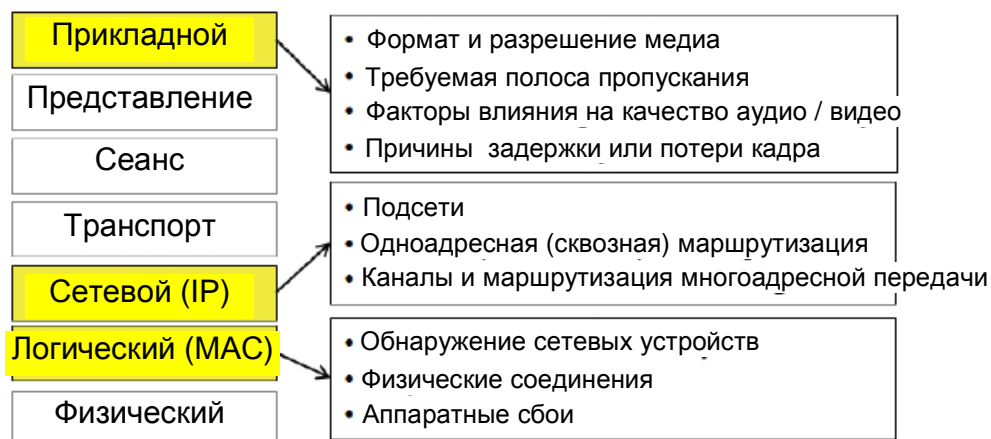 Прикладной
Представление
Сеанс
Транспорт
Сетевой (IP)
Логический (MAC)
Физический
• Формат и разрешение медиа
• Требуемая полоса пропускания
• Факторы влияния на качество аудио / видео
• Причины задержки или потери кадра
• Подсети
• Одноадресная (сквозная) маршрутизация
• Каналы и маршрутизация многоадресной передачи
• Обнаружение сетевых устройств
• Физические соединения
• Аппаратные сбои